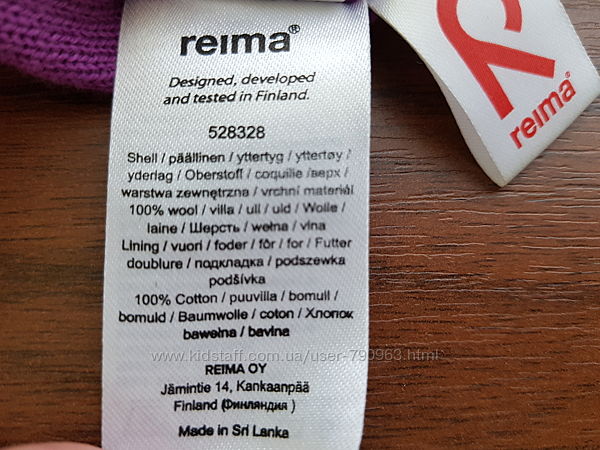 reima®
Designed, developed
and tested in Finland.
528328
Shell / päällinen / yttertyg / yttertøy /
yderlag / Oberstoff / coquille /верх /
warstwa zewnętrzna / vrchní materiál
100% wool / villa / ull / uld / Wolle /
laine / Шерсть / wełna / vlna
Lining / vuori / foder / fôr / for / Futter
doublure / подкладка / podszewka
podšívka
100% Cotton / puuvilla / bomull /
bomuld / Baumwolle / coton / Хлопок
bawełna / bavlna
www.kidstaff.com.ua/user-790963.html
REIMA OY
Jämintie 14, Kankaanpää
Finland (Финляндия )
Made in Sri Lanka
reima®